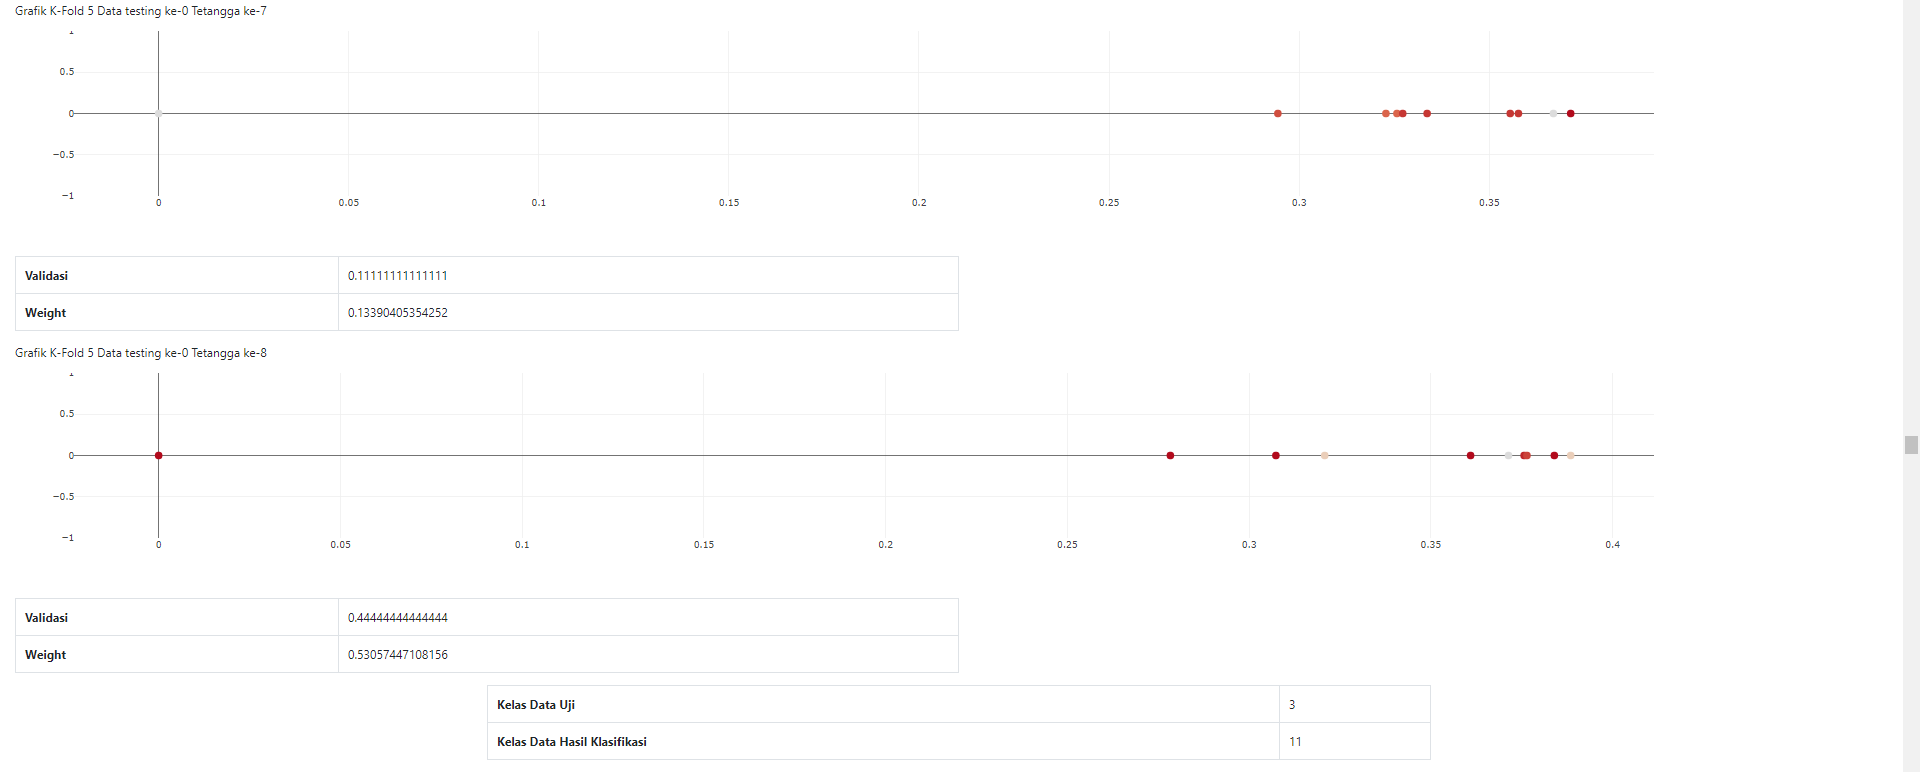 Grafik K-Fold 5 Data testing ke-0 Tetangga ke-7
1
0.5
0
−0.5
−1
0 0.05 0.1 0.15 0.2 0.25 0.3 0.35
Validasi 0.11111111111111
Weight 0.13390405354252
Grafik K-Fold 5 Data testing ke-0 Tetangga ke-8
1
0.5
0
−0.5
−1
0 0.05 0.1 0.15 0.2 0.25 0.3 0.35 0.4
Validasi 0.44444444444444
Weight 0.53057447108156
Kelas Data Uji 3
Kelas Data Hasil Klasifikasi 11